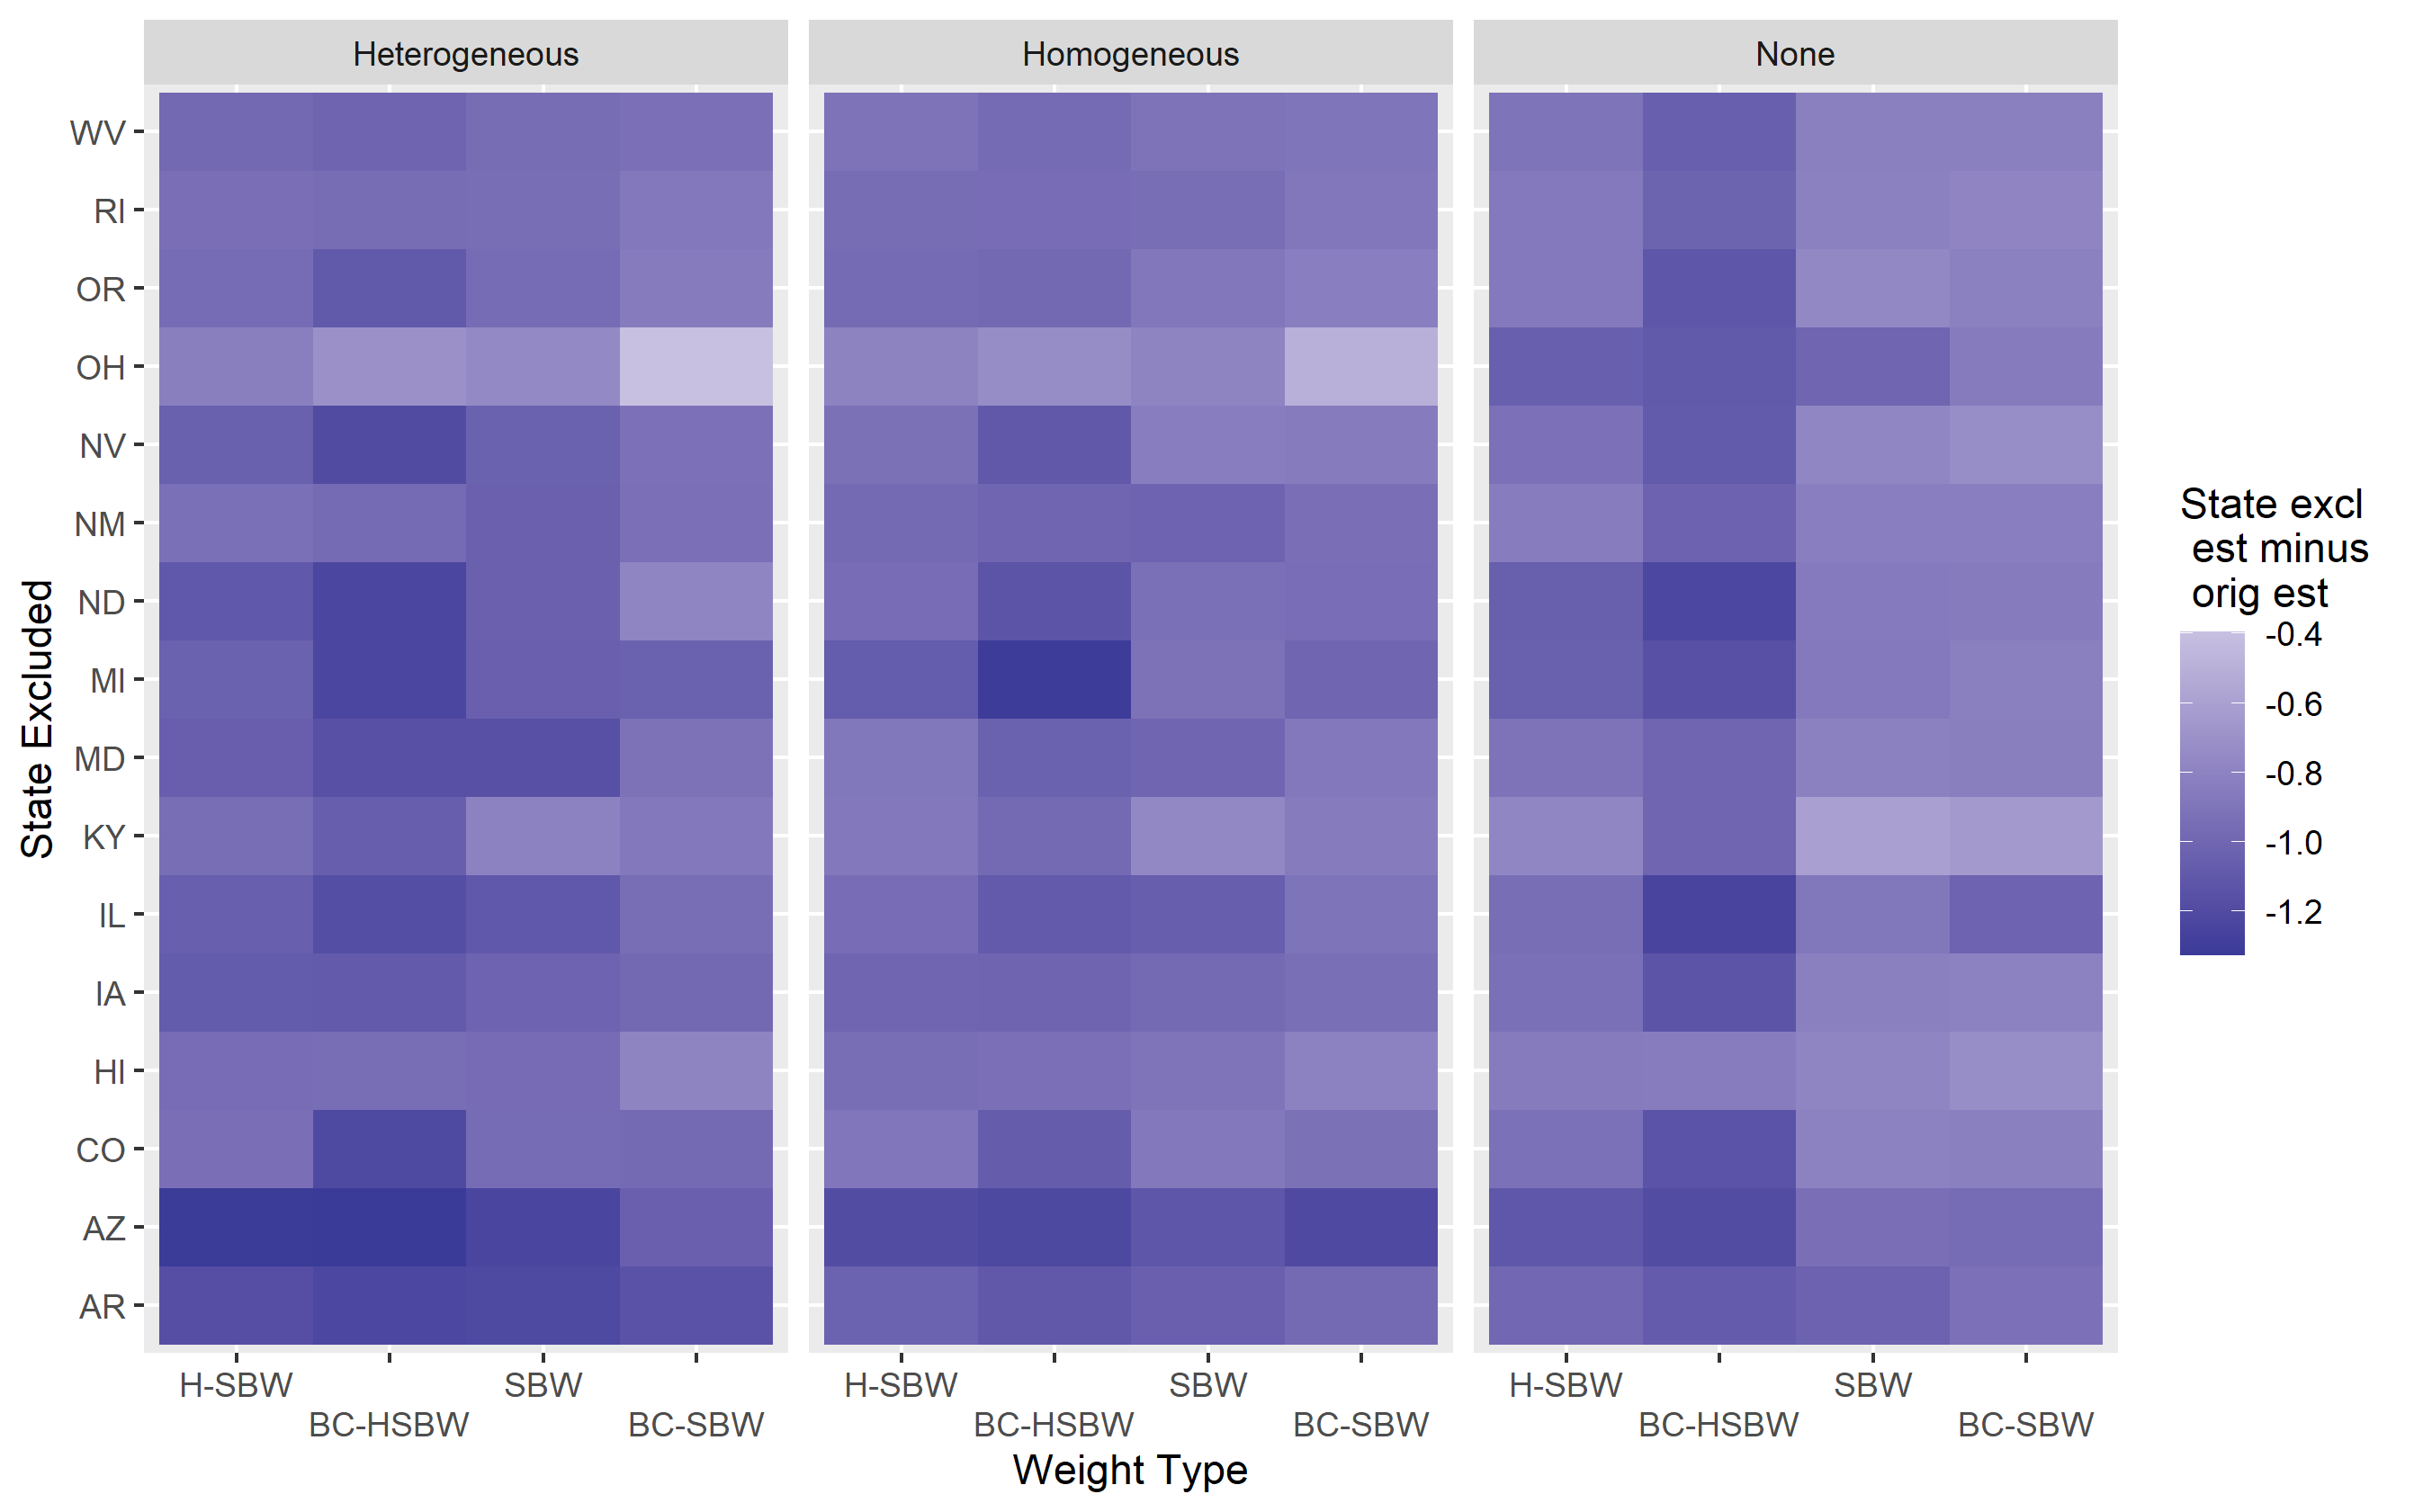 Heterogeneous
Homogeneous
None
WV
RI
OR
OH
NV
NM
ND
MI
MD
KY
IL
IA
HI
CO
AZ
AR
State Excluded
H-SBW
BC-HSBW
SBW
BC-SBW
H-SBW
BC-HSBW
SBW
BC-SBW
H-SBW
BC-HSBW
SBW
BC-SBW
Weight Type
State excl
est minus
orig est
-0.4
-0.6
-0.8
-1.0
-1.2